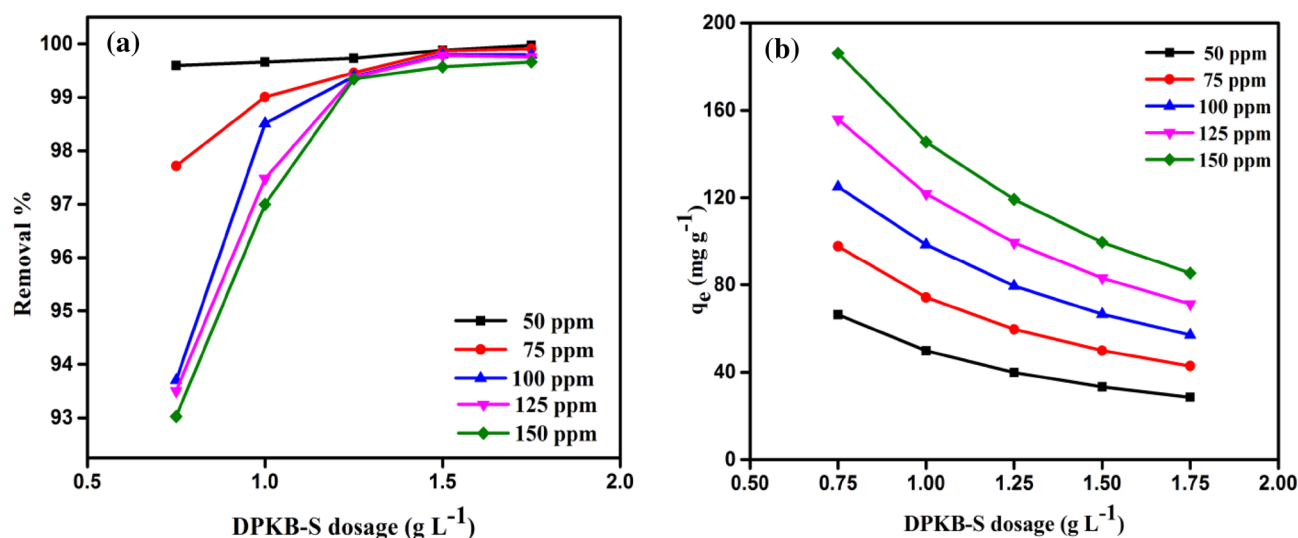 (a)
Removal %
100
99
98
97
96
95
94
93
50 ppm
75 ppm
100 ppm
125 ppm
150 ppm
0.5 1.0 1.5 2.0
DPKB-S dosage (g L⁻¹)
(b)
qₑ (mg g⁻¹)
200
160
120
80
40
0
50 ppm
75 ppm
100 ppm
125 ppm
150 ppm
0.50 0.75 1.00 1.25 1.50 1.75 2.00
DPKB-S dosage (g L⁻¹)